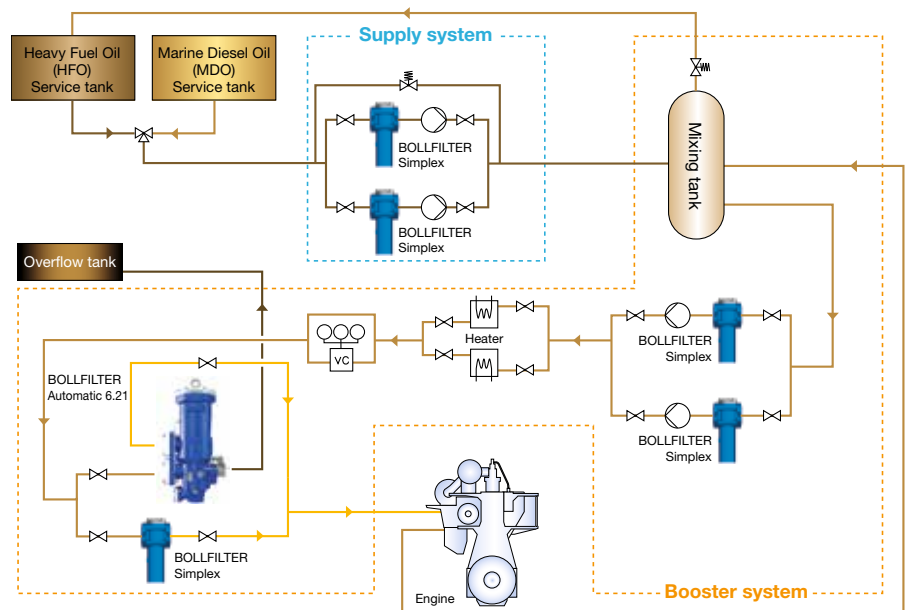 Heavy Fuel Oil
(HFO)
Service tank
Marine Diesel Oil
(MDO)
Service tank
Supply system
BOLLFILTER
Simplex
BOLLFILTER
Simplex
Mixing tank
Overflow tank
BOLLFILTER
Automatic 6.21
VC
Heater
BOLLFILTER
Simplex
BOLLFILTER
Simplex
BOLLFILTER
Simplex
Engine
Booster system